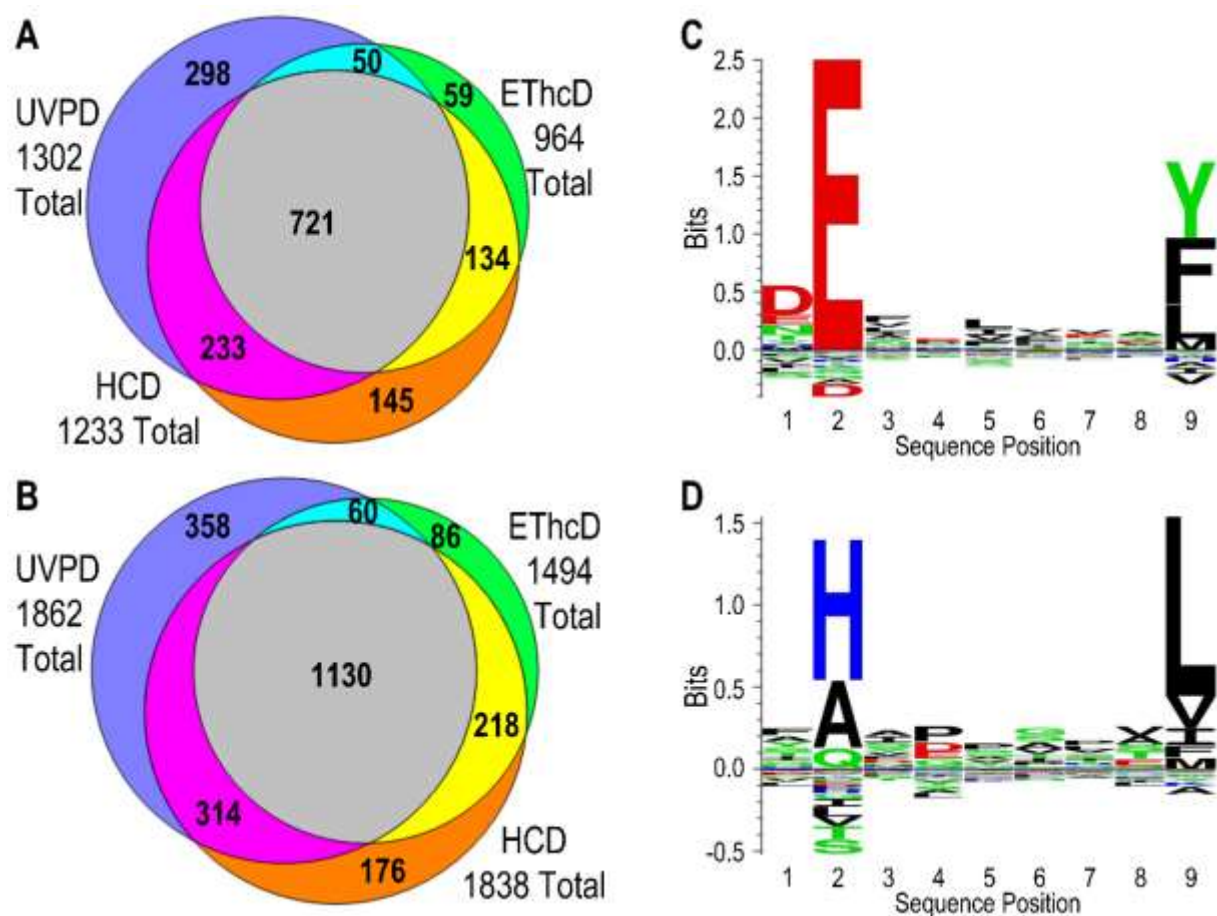 A
298
50
59
UVPD
1302
Total
EThcD
964
Total
721
134
233
145
HCD
1233 Total
B
358
60
86
UVPD
1862
Total
EThcD
1494
Total
1130
218
314
176
HCD
1838 Total
C
2.5
2.0
1.5
1.0
0.5
0.0
Bits
D
E
D
Y
F
1 2 3 4 5 6 7 8 9
Sequence Position
D
1.5
1.0
0.5
0.0
-0.5
Bits
H
A
Q
L
V
P
D
1 2 3 4 5 6 7 8 9
Sequence Position